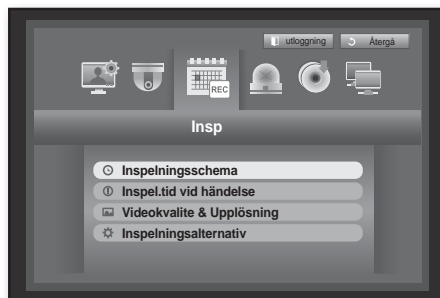 utloggning
Återgå
REC
Insp
Inspelningsschema
Inspel.tid vid händelse
Videokvalite & Upplösning
Inspelningsalternativ